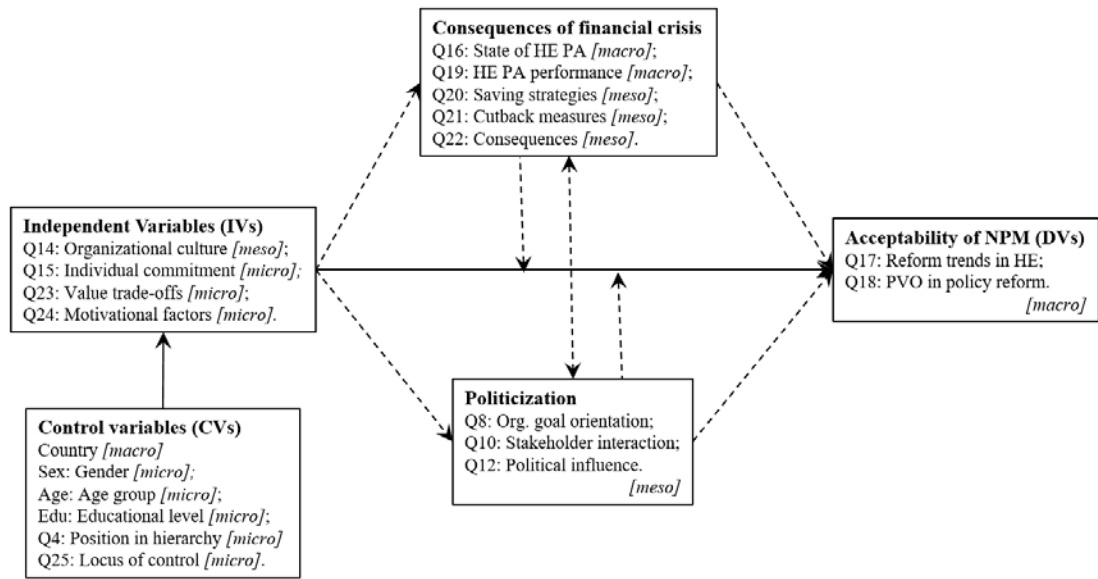 Consequences of financial crisis
Q16: State of HE PA [macro];
Q19: HE PA performance [macro];
Q20: Saving strategies [meso];
Q21: Cutback measures [meso];
Q22: Consequences [meso].
Independent Variables (IVs)
Q14: Organizational culture [meso];
Q15: Individual commitment [micro];
Q23: Value trade-offs [micro];
Q24: Motivational factors [micro].
Acceptability of NPM (DVs)
Q17: Reform trends in HE;
Q18: PVO in policy reform.
[macro]
Politicization
Q8: Org. goal orientation;
Q10: Stakeholder interaction;
Q12: Political influence.
[meso]
Control variables (CVs)
Country [macro]
Sex: Gender [micro];
Age: Age group [micro];
Edu: Educational level [micro];
Q4: Position in hierarchy [micro]
Q25: Locus of control [micro].